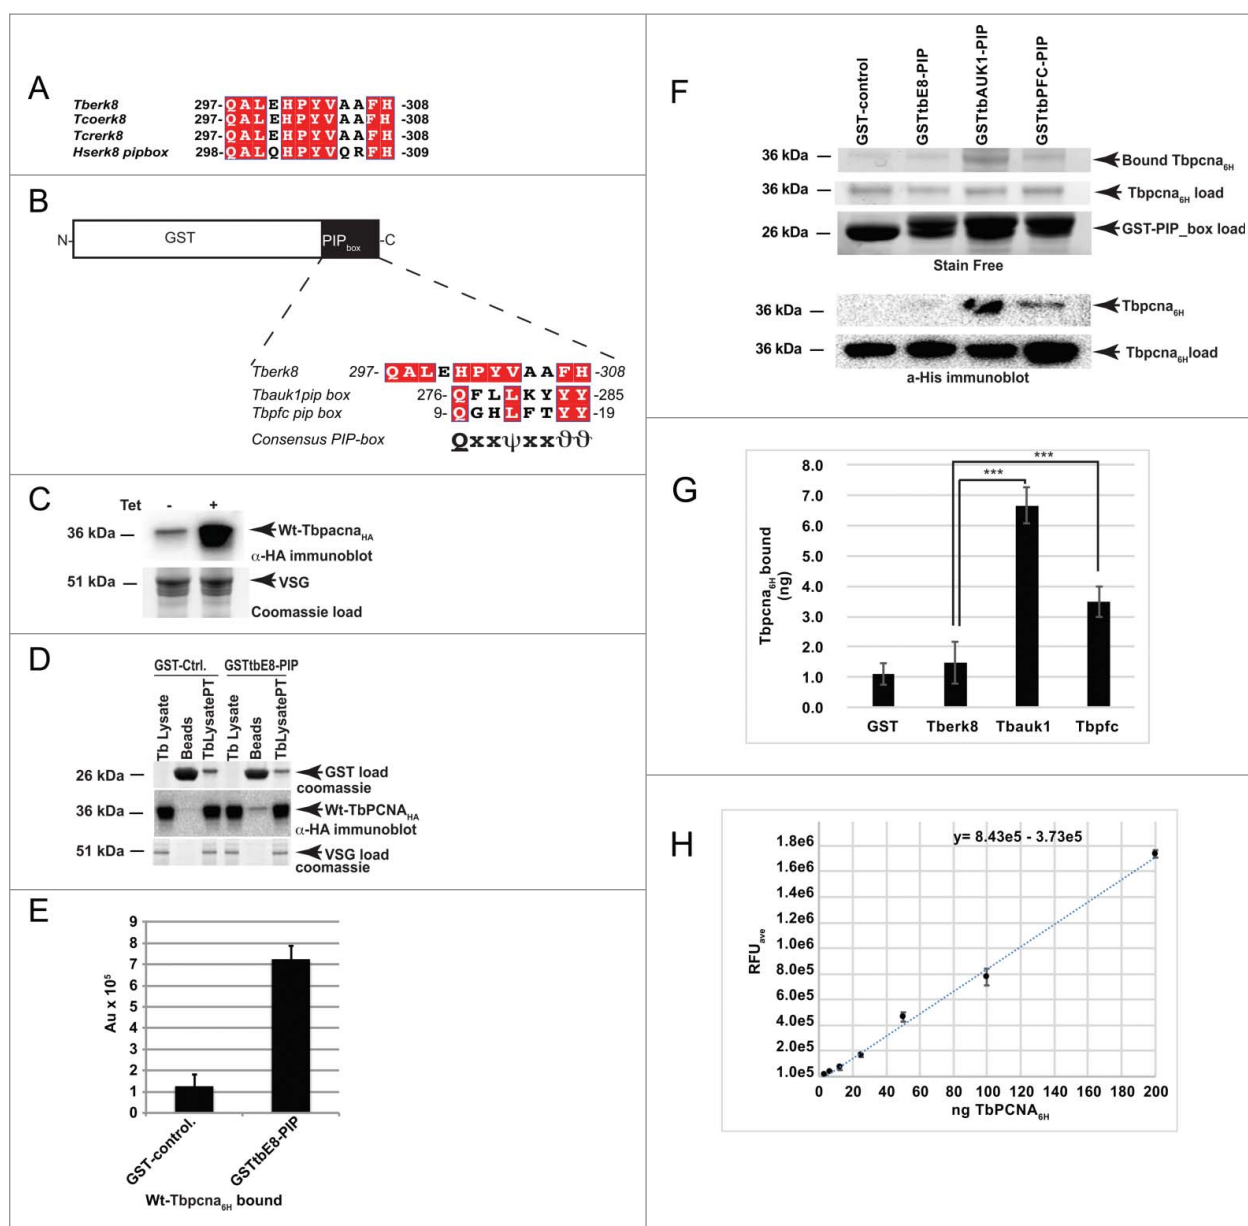 A
Tberk8 297-QALEHPYVAAFH -308
Tcoerk8 297-QALEHPYVAAFH -308
Tcrerk8 297-QALEHPYVAAFH -308
Hserk8 pipbox 298-QALQHPYVQRFH -309
B
N- GST PIPbox -C
Tberk8 297- QALEHPYVAAFH -308
Tbauk1pip box 276-QFLLKYYY-285
Tbpfc pip box 9-QGHLFTYY-19
Consensus PIP-box Qxxψxxϑϑ
C
Tet - +
36 kDa Wt-TbpacnaHA
α-HA immunoblot
51 kDa VSG
Coomassie load
D
GST-Ctrl. GSTtbE8-PIP
Tb Lysate Beads TbLysatePT Tb Lysate Beads TbLysatePT
26 kDa GST load
coomassie
36 kDa Wt-TbPCNAHA
α-HA immunoblot
51 kDa VSG load
coomassie
E
Au x 10⁵
9
8
7
6
5
4
3
2
1
0
GST-control. GSTtbE8-PIP
Wt-Tbpcna6H bound
F
GST-control GSTtbE8-PIP GSTtbAUK1-PIP GSTtbPFC-PIP
36 kDa Bound Tbpcna6H
36 kDa Tbpcna6H load
26 kDa GST-PIP_box load
Stain Free
36 kDa Tbpcna6H
36 kDa Tbpcna6Hload
a-His immunoblot
G
Tbpcna6H bound
(ng)
8.0
7.0
6.0
5.0
4.0
3.0
2.0
1.0
0.0
*** ***
GST Tberk8 Tbauk1 Tbpfc
H
y= 8.43e5 - 3.73e5
RFUave
1.8e6
1.6e6
1.4e6
1.2e6
1.0e6
8.0e5
6.0e5
4.0e5
2.0e5
1.0e5
0 20 40 60 80 100 120 140 160 180 200
ng TbPCNA6H